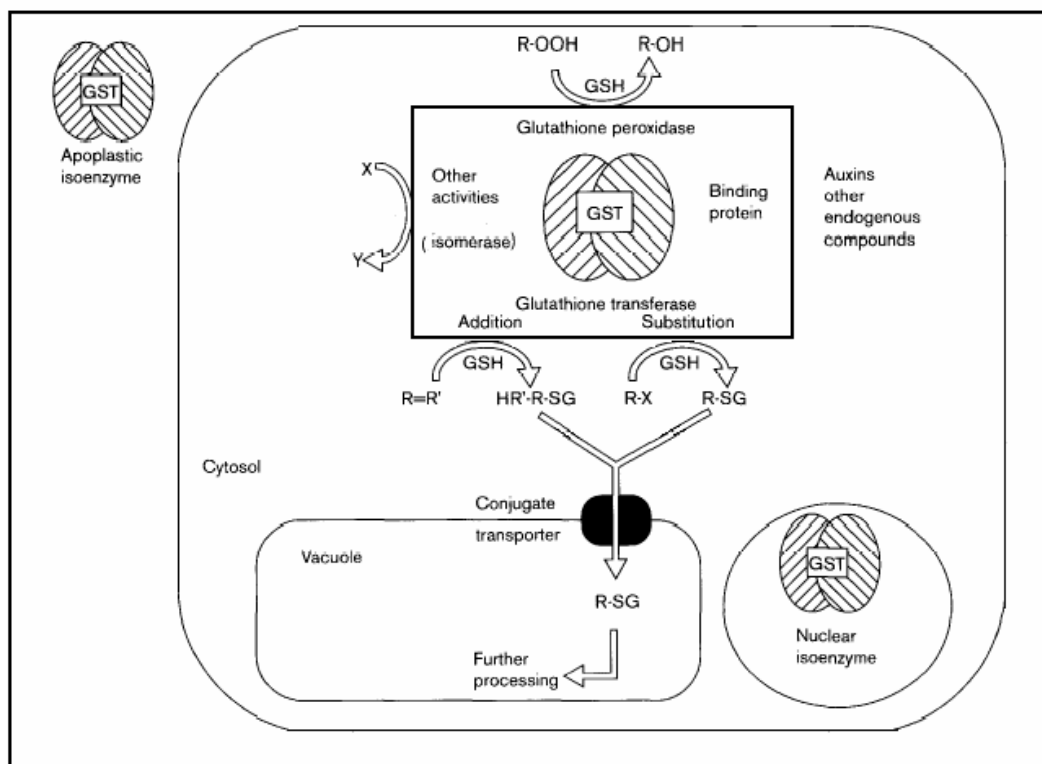 R-OOH
R-OH
GSH
GST
Apoplastic
isoenzyme
Glutathione peroxidase
X
Y
Other
activities
( isomerase)
GST
Binding
protein
Auxins
other
endogenous
compounds
Glutathione transferase
Addition
Substitution
GSH
GSH
R=R'
HR'-R-SG
R-X
R-SG
Cytosol
Conjugate
transporter
Vacuole
R-SG
Further
processing
GST
Nuclear
isoenzyme